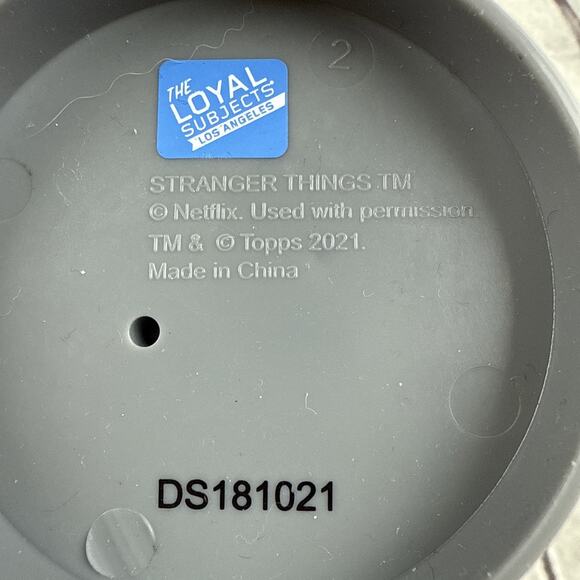 2
THE
LOYAL
SUBJECTS
LOS ANGELES
STRANGER THINGS TM
© Netflix. Used with permission.
TM & © Topps 2021.
Made in China
DS181021